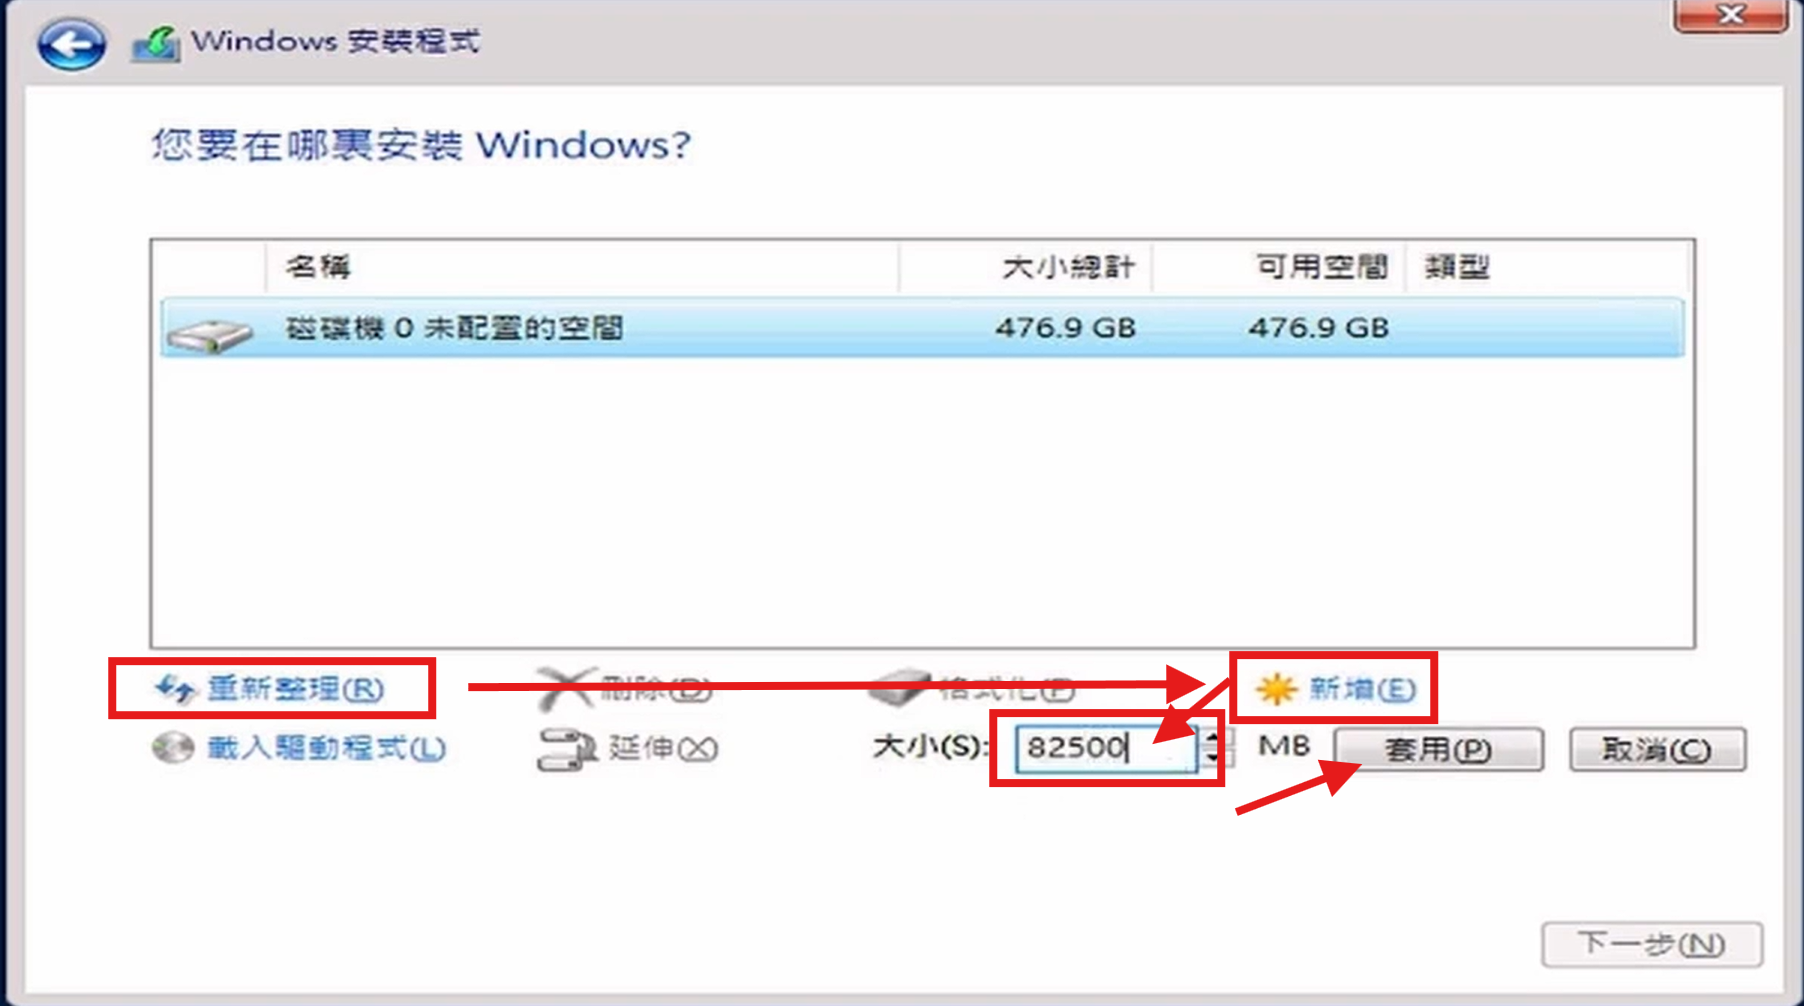 Windows 安裝程式
您要在哪裏安裝 Windows?
名稱 大小總計 可用空間 類型
磁碟機 0 未配置的空間 476.9 GB 476.9 GB
重新整理(R) 刪除(D) 格式化(F) 新增(E)
載入驅動程式(L) 延伸(X) 大小(S): 82500 MB 套用(P) 取消(C)
下一步(N)